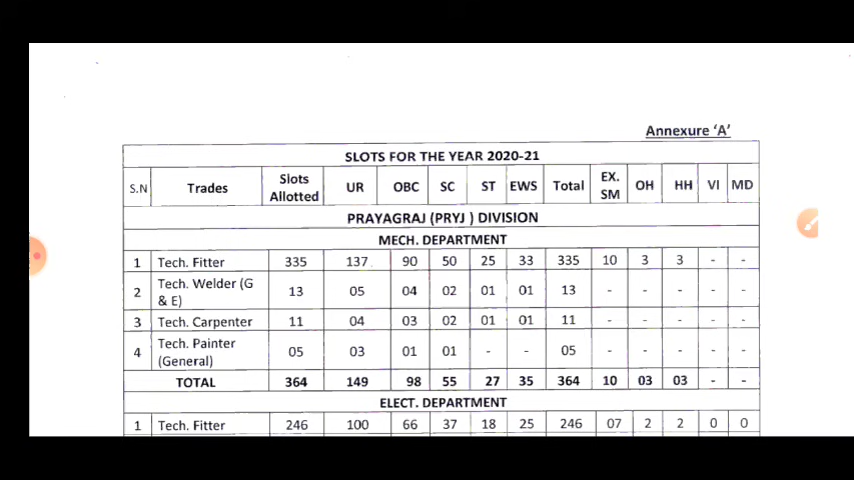 Annexure 'A'
SLOTS FOR THE YEAR 2020-21
S.N Trades Slots Allotted UR OBC SC ST EWS Total EX. SM OH HH VI MD
PRAYAGRAJ (PRYJ ) DIVISION
MECH. DEPARTMENT
1 Tech. Fitter 335 137 90 50 25 33 335 10 3 3 - -
2 Tech. Welder (G & E) 13 05 04 02 01 01 13 - - - - -
3 Tech. Carpenter 11 04 03 02 01 01 11 - - - - -
4 Tech. Painter (General) 05 03 01 01 - - 05 - - - - -
TOTAL 364 149 98 55 27 35 364 10 03 03 - -
ELECT. DEPARTMENT
1 Tech. Fitter 246 100 66 37 18 25 246 07 2 2 0 0